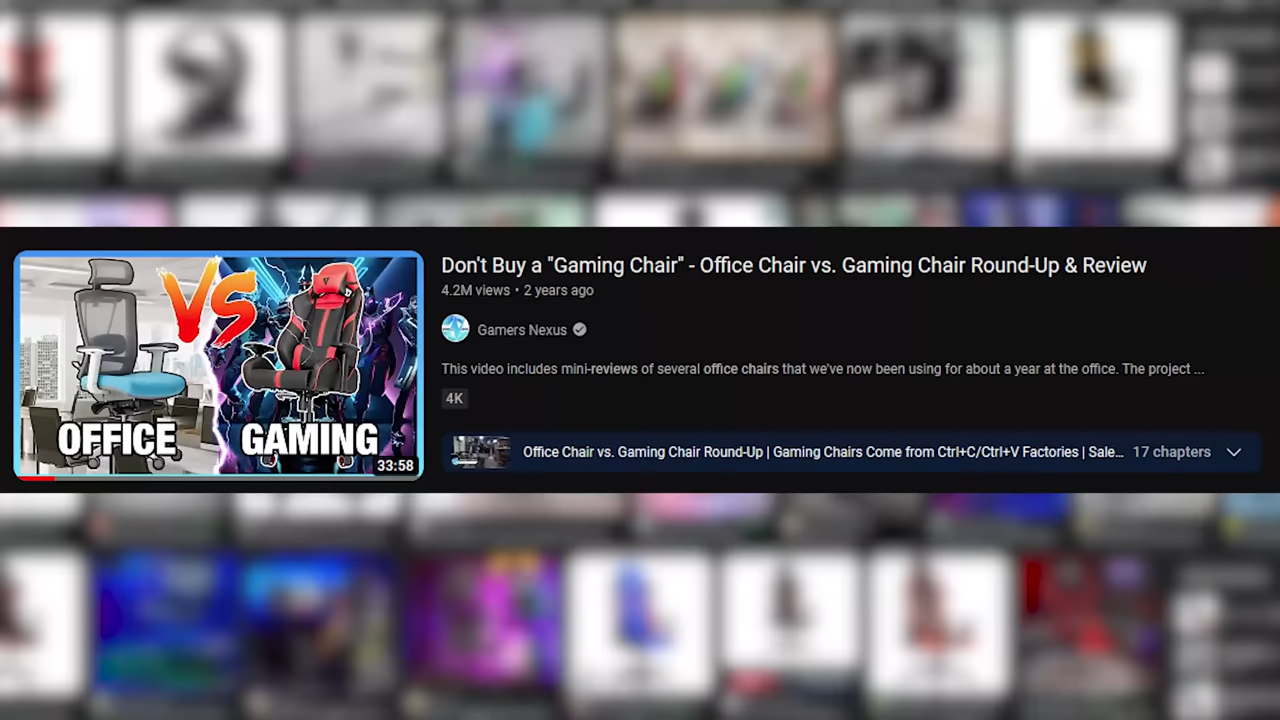 VS
OFFICE
GAMING
33:58
Don't Buy a "Gaming Chair" - Office Chair vs. Gaming Chair Round-Up & Review
4.2M views • 2 years ago
Gamers Nexus
This video includes mini-reviews of several office chairs that we've now been using for about a year at the office. The project ...
4K
Office Chair vs. Gaming Chair Round-Up | Gaming Chairs Come from Ctrl+C/Ctrl+V Factories | Sale... 17 chapters